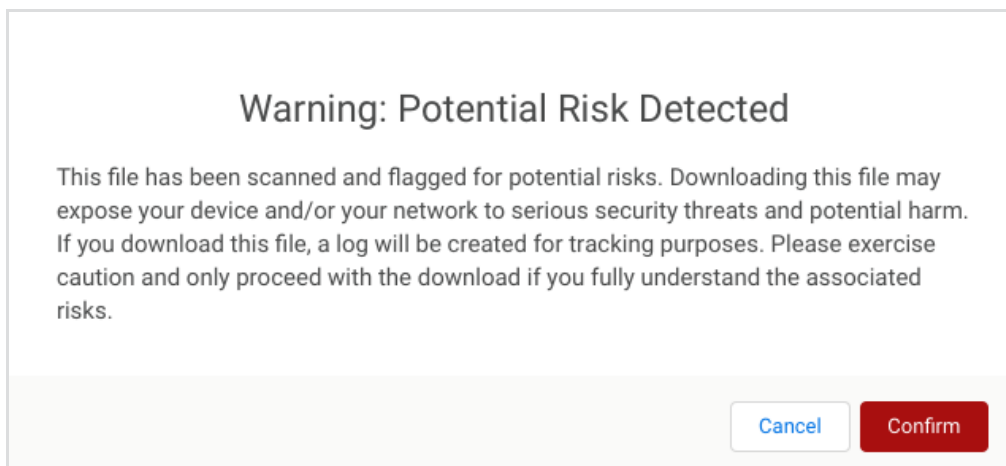 Warning: Potential Risk Detected
This file has been scanned and flagged for potential risks. Downloading this file may
expose your device and/or your network to serious security threats and potential harm.
If you download this file, a log will be created for tracking purposes. Please exercise
caution and only proceed with the download if you fully understand the associated
risks.
Cancel
Confirm